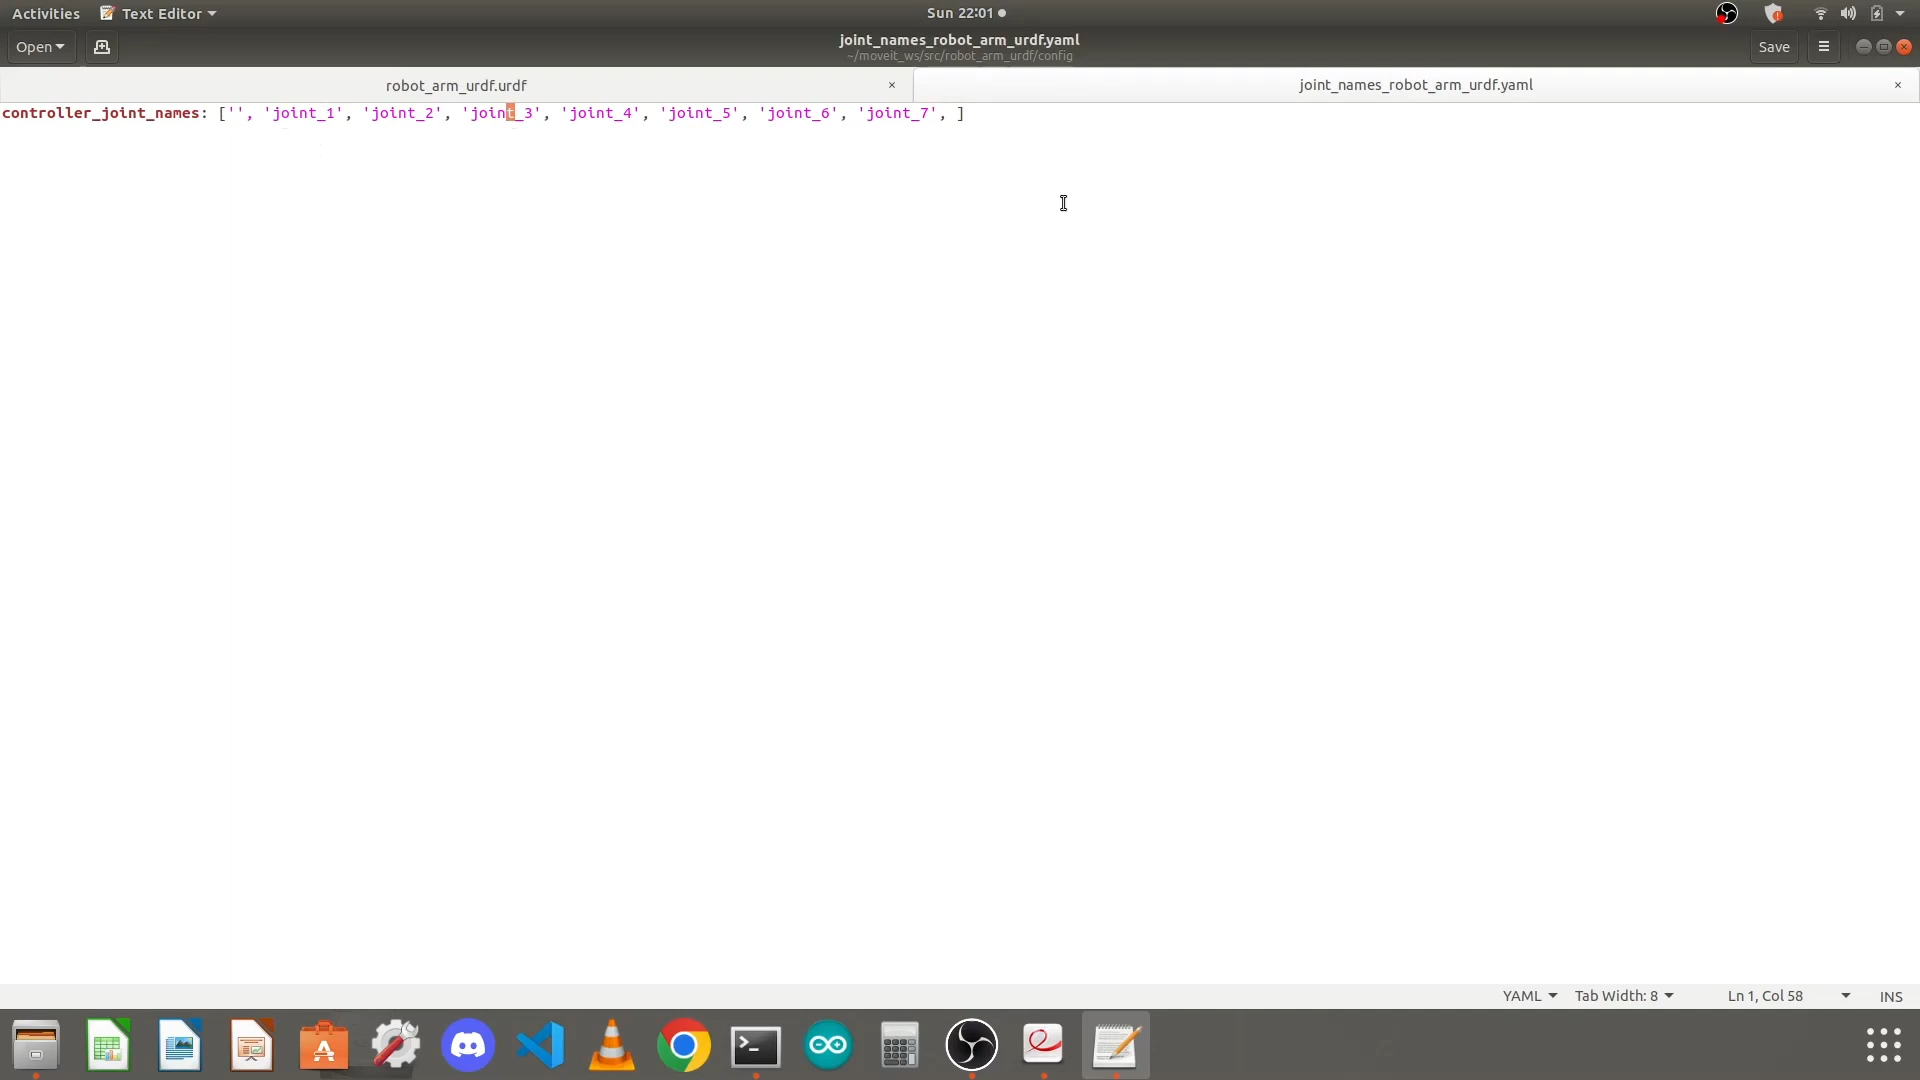 Activities Text Editor Sun 22:01
Open joint_names_robot_arm_urdf.yaml Save
~/moveit_ws/src/robot_arm_urdf/config
robot_arm_urdf.urdf × joint_names_robot_arm_urdf.yaml ×
controller_joint_names: ['', 'joint_1', 'joint_2', 'joint_3', 'joint_4', 'joint_5', 'joint_6', 'joint_7', ]
YAML Tab Width: 8 Ln 1, Col 58 INS